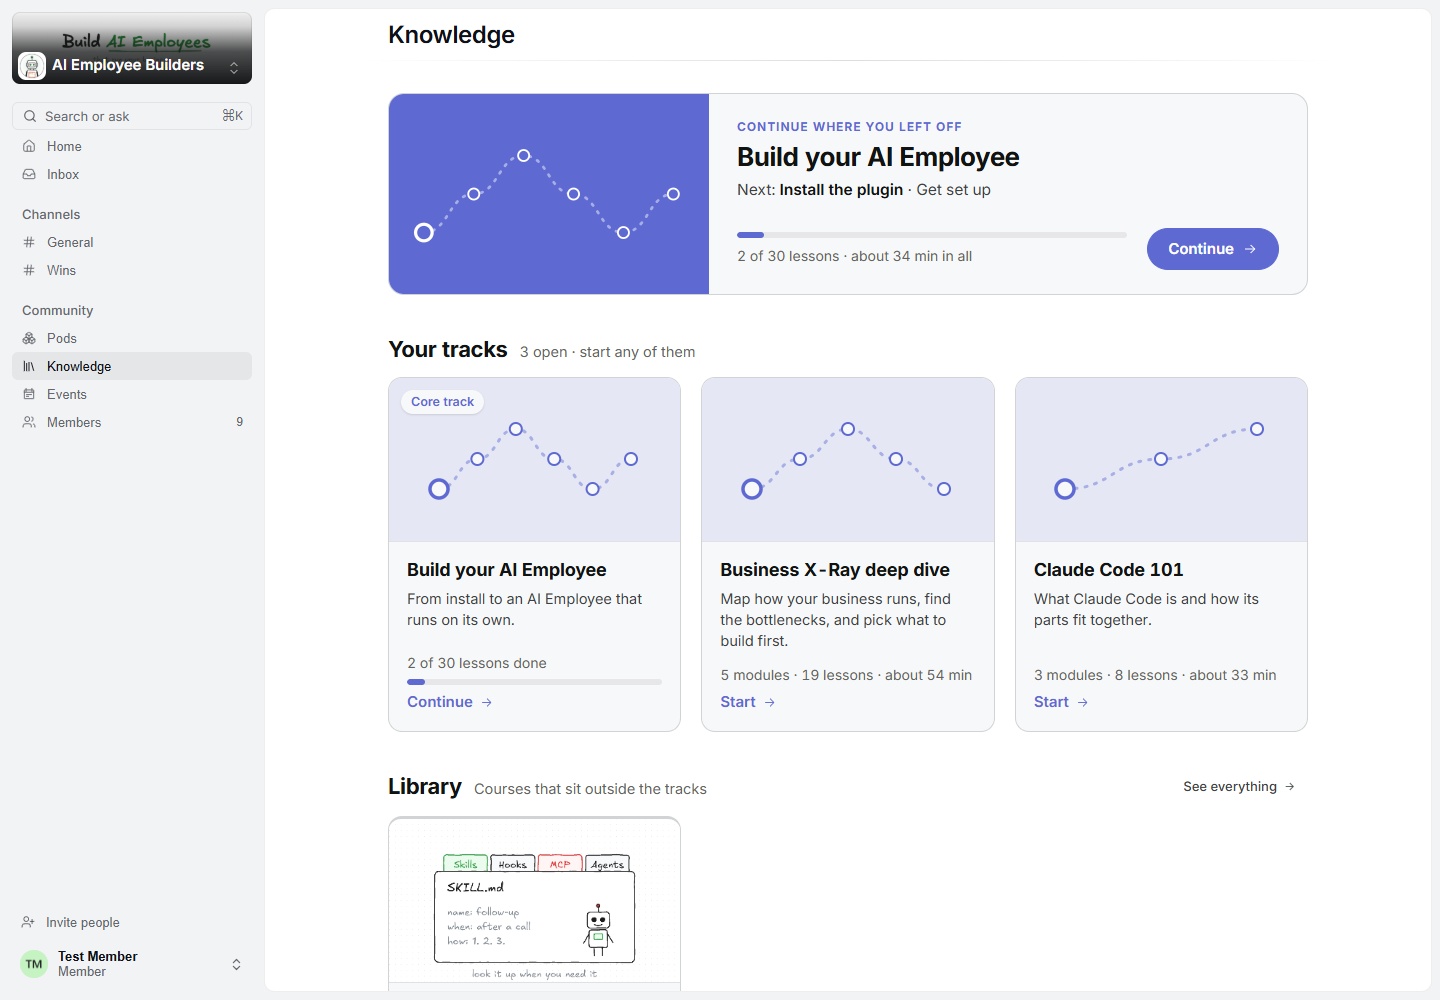 Build AI Employees
AI Employee Builders
Search or ask
⌘K
Home
Inbox
Channels
# General
# Wins
Community
Pods
Knowledge
Events
Members
9
Invite people
TM
Test Member
Member
Knowledge
CONTINUE WHERE YOU LEFT OFF
Build your AI Employee
Next: Install the plugin · Get set up
2 of 30 lessons · about 34 min in all
Continue →
Your tracks
3 open · start any of them
Core track
Build your AI Employee
From install to an AI Employee that
runs on its own.
2 of 30 lessons done
Continue →
Business X-Ray deep dive
Map how your business runs, find
the bottlenecks, and pick what to
build first.
5 modules · 19 lessons · about 54 min
Start →
Claude Code 101
What Claude Code is and how its
parts fit together.
3 modules · 8 lessons · about 33 min
Start →
Library
Courses that sit outside the tracks
See everything →
Skills
Hooks
MCP
Agents
SKILL.md
name: follow-up
when: after a call
how: 1. 2. 3.
look it up when you need it